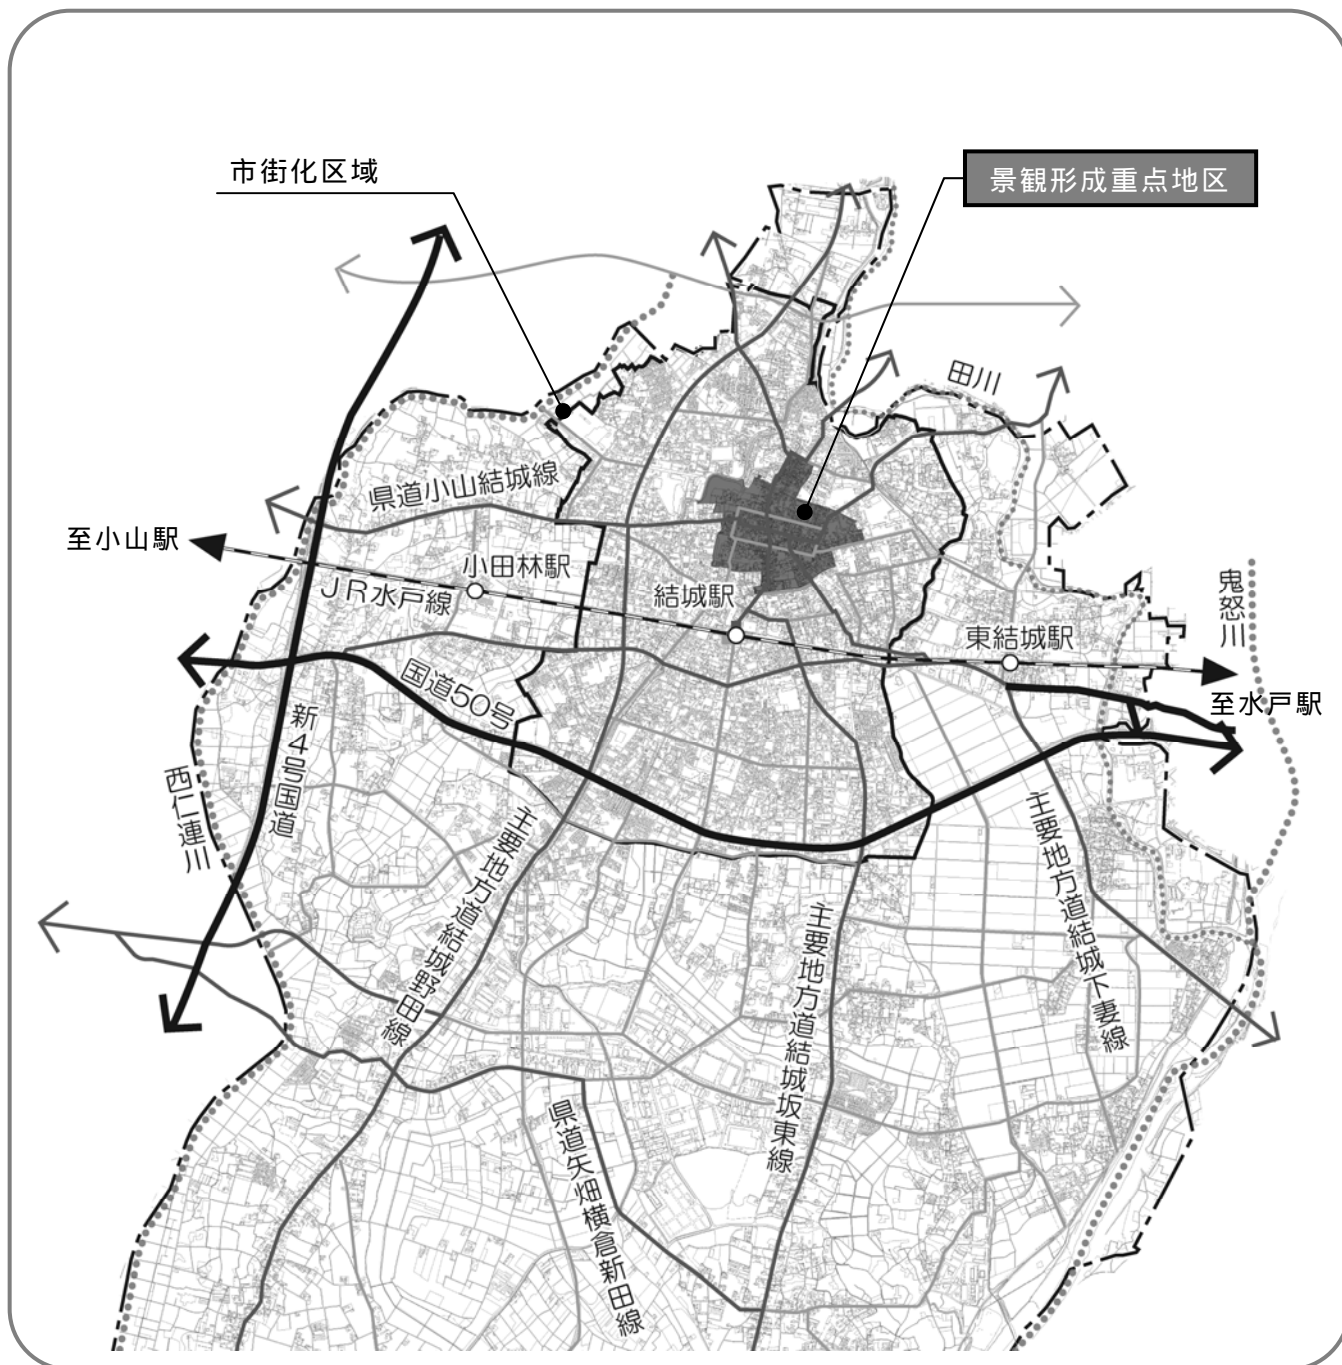 市街化区域
景観形成重点地区
田川
県道小山結城線
至小山駅
小田林駅
JR水戸線
結城駅
鬼怒川
東結城駅
国道50号
至水戸駅
新4号国道
西仁連川
主要地方道結城野田線
主要地方道結城下妻線
主要地方道結城坂東線
県道矢畑横倉新田線